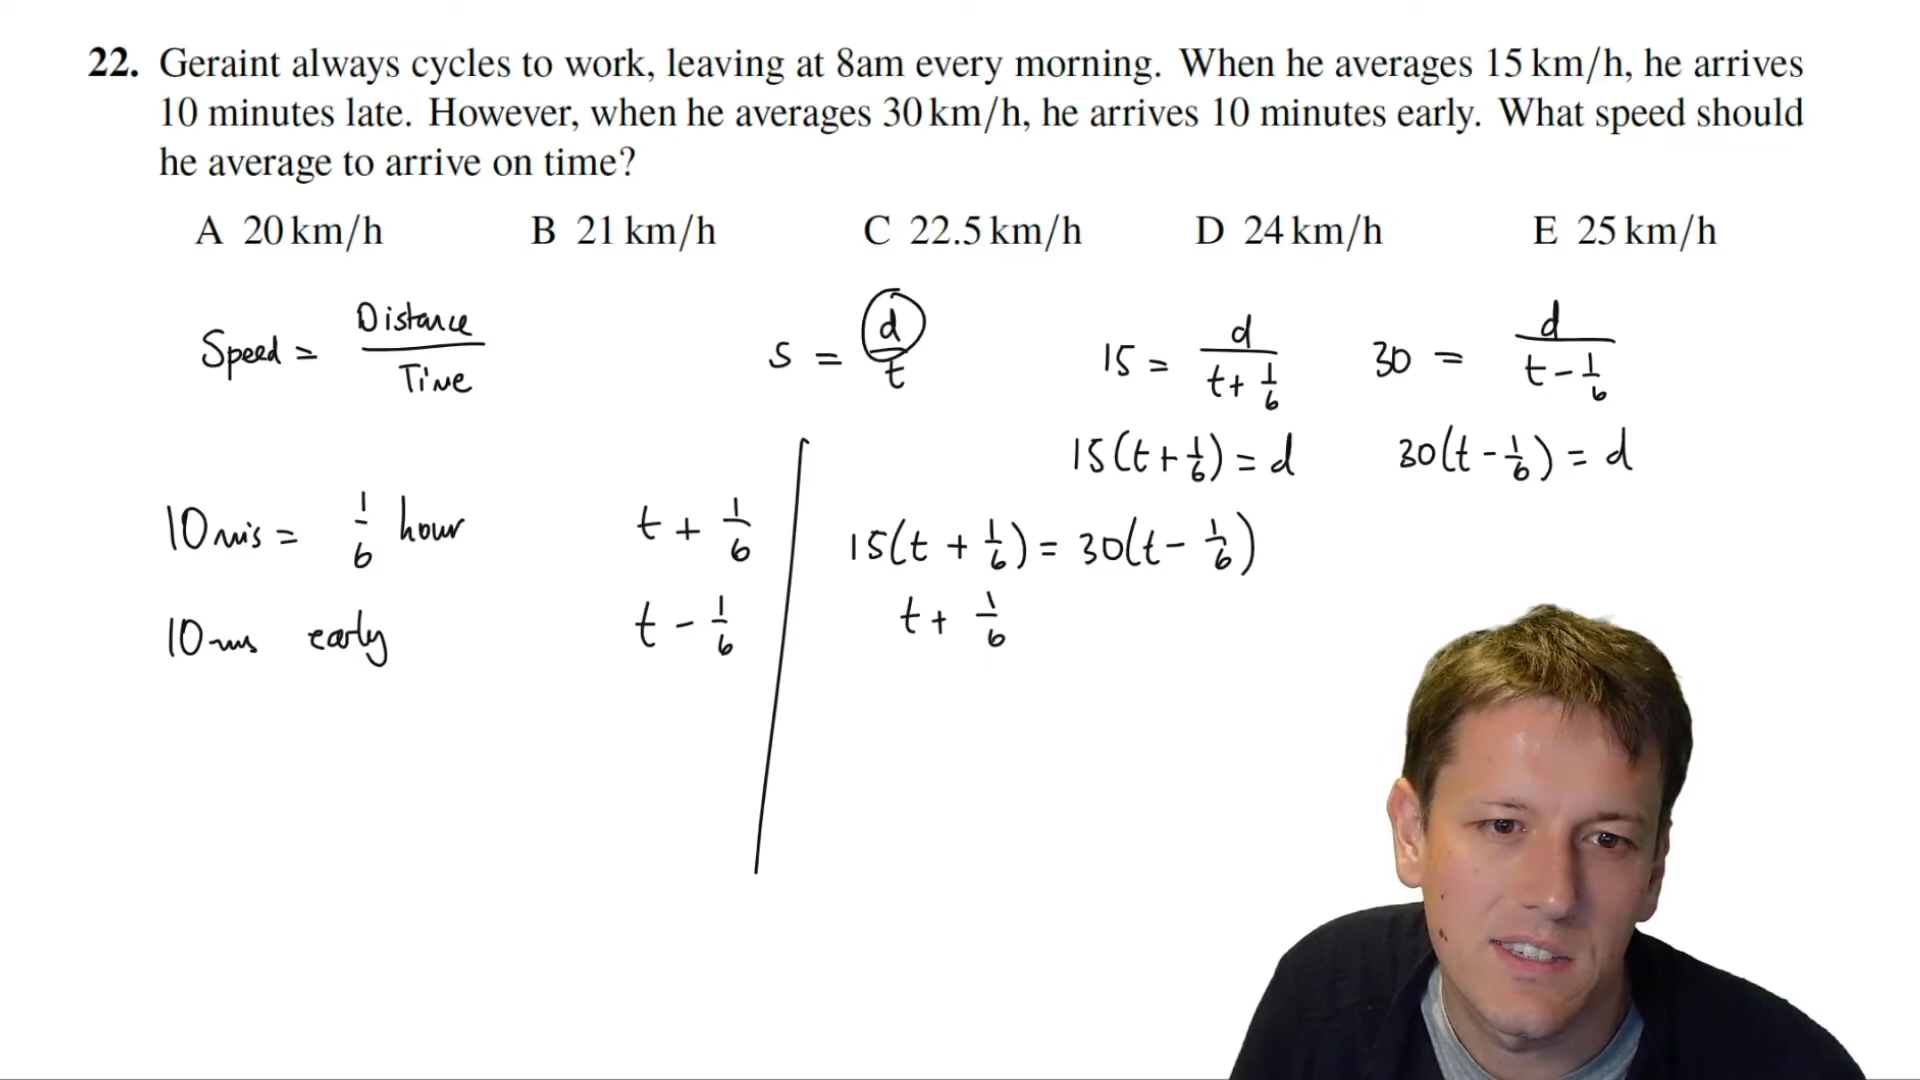 22. Geraint always cycles to work, leaving at 8am every morning. When he averages 15 km/h, he arrives
10 minutes late. However, when he averages 30 km/h, he arrives 10 minutes early. What speed should
he average to arrive on time?
A 20 km/h B 21 km/h C 22.5 km/h D 24 km/h E 25 km/h
Speed = Distance / Time
s = d/t
15 = d/(t + 1/6)
30 = d/(t - 1/6)
15(t + 1/6) = d
30(t - 1/6) = d
10 = 1/6 hour
t + 1/6
15(t + 1/6) = 30(t - 1/6)
10 early
t - 1/6
t + 1/6